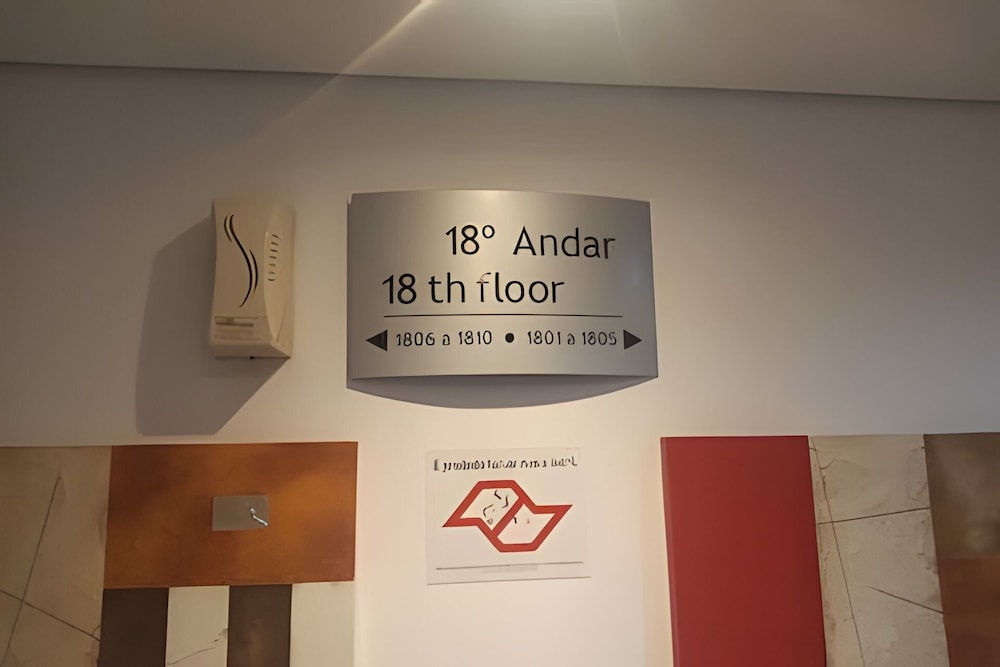 18º Andar
18 th floor
1806 a 1810 • 1801 a 1805